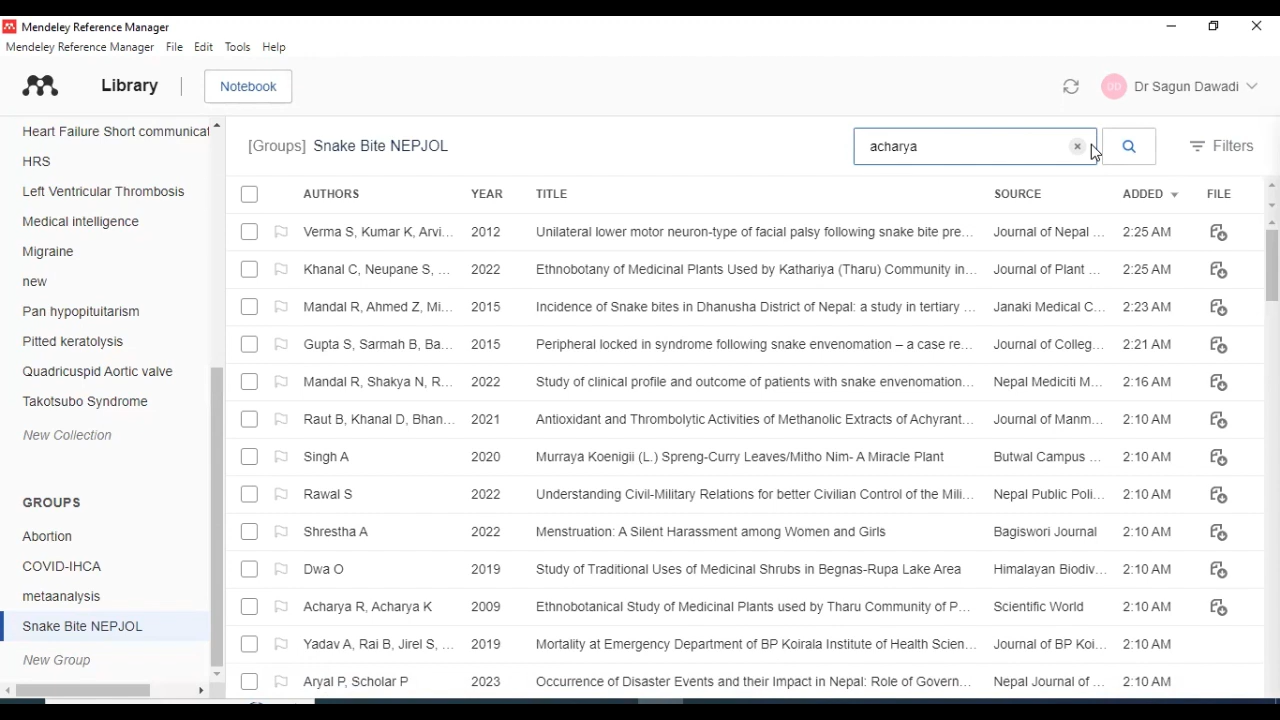 Mendeley Reference Manager
Mendeley Reference Manager File Edit Tools Help
Library Notebook DD Dr Sagun Dawadi
Heart Failure Short communicat
HRS
Left Ventricular Thrombosis
Medical intelligence
Migraine
new
Pan hypopituitarism
Pitted keratolysis
Quadricuspid Aortic valve
Takotsubo Syndrome
New Collection
GROUPS
Abortion
COVID-IHCA
metaanalysis
Snake Bite NEPJOL
New Group
[Groups] Snake Bite NEPJOL acharya Filters
AUTHORS YEAR TITLE SOURCE ADDED FILE
Verma S, Kumar K, Arvi... 2012 Unilateral lower motor neuron-type of facial palsy following snake bite pre... Journal of Nepal ... 2:25 AM
Khanal C, Neupane S, ... 2022 Ethnobotany of Medicinal Plants Used by Kathariya (Tharu) Community in... Journal of Plant ... 2:25 AM
Mandal R, Ahmed Z, Mi... 2015 Incidence of Snake bites in Dhanusha District of Nepal: a study in tertiary ... Janaki Medical C... 2:23 AM
Gupta S, Sarmah B, Ba... 2015 Peripheral locked in syndrome following snake envenomation – a case re... Journal of Colleg... 2:21 AM
Mandal R, Shakya N, R... 2022 Study of clinical profile and outcome of patients with snake envenomation... Nepal Mediciti M... 2:16 AM
Raut B, Khanal D, Bhan... 2021 Antioxidant and Thrombolytic Activities of Methanolic Extracts of Achyrant... Journal of Manm... 2:10 AM
Singh A 2020 Murraya Koenigii (L.) Spreng-Curry Leaves/Mitho Nim- A Miracle Plant Butwal Campus ... 2:10 AM
Rawal S 2022 Understanding Civil-Military Relations for better Civilian Control of the Mili... Nepal Public Poli... 2:10 AM
Shrestha A 2022 Menstruation: A Silent Harassment among Women and Girls Bagiswori Journal 2:10 AM
Dwa O 2019 Study of Traditional Uses of Medicinal Shrubs in Begnas-Rupa Lake Area Himalayan Biodiv... 2:10 AM
Acharya R, Acharya K 2009 Ethnobotanical Study of Medicinal Plants used by Tharu Community of P... Scientific World 2:10 AM
Yadav A, Rai B, Jirel S, ... 2019 Mortality at Emergency Department of BP Koirala Institute of Health Scien... Journal of BP Koi... 2:10 AM
Aryal P, Scholar P 2023 Occurrence of Disaster Events and their Impact in Nepal: Role of Govern... Nepal Journal of ... 2:10 AM